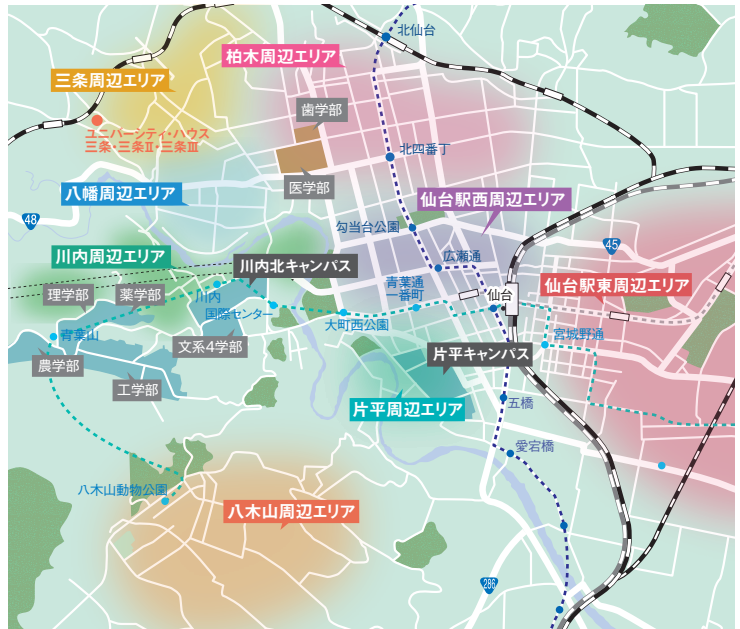 北仙台
柏木周辺エリア
三条周辺エリア
歯学部
ユニバーシティ・ハウス
三条・三条Ⅱ・三条Ⅲ
北四番丁
医学部
八幡周辺エリア
仙台駅西周辺エリア
48
勾当台公園
45
川内周辺エリア
川内北キャンパス
広瀬通
仙台駅東周辺エリア
理学部
薬学部
川内
青葉通
一番町
仙台
国際センター
大町西公園
青葉山
文系4学部
宮城野通
片平キャンパス
農学部
工学部
片平周辺エリア
五橋
愛宕橋
八木山動物公園
八木山周辺エリア
286